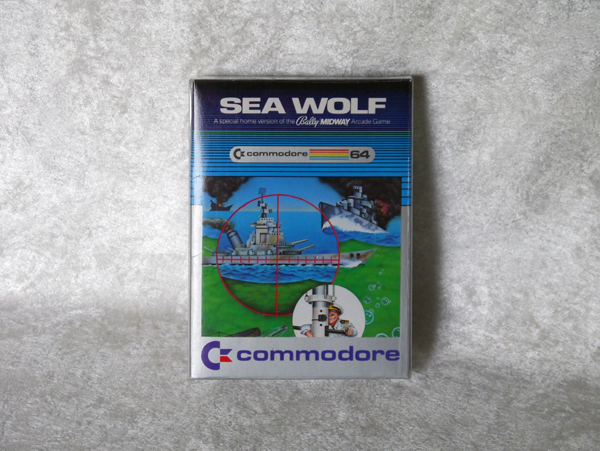 SEA WOLF
A special home version of the Bally MIDWAY Arcade Game
commodore 64
commodore